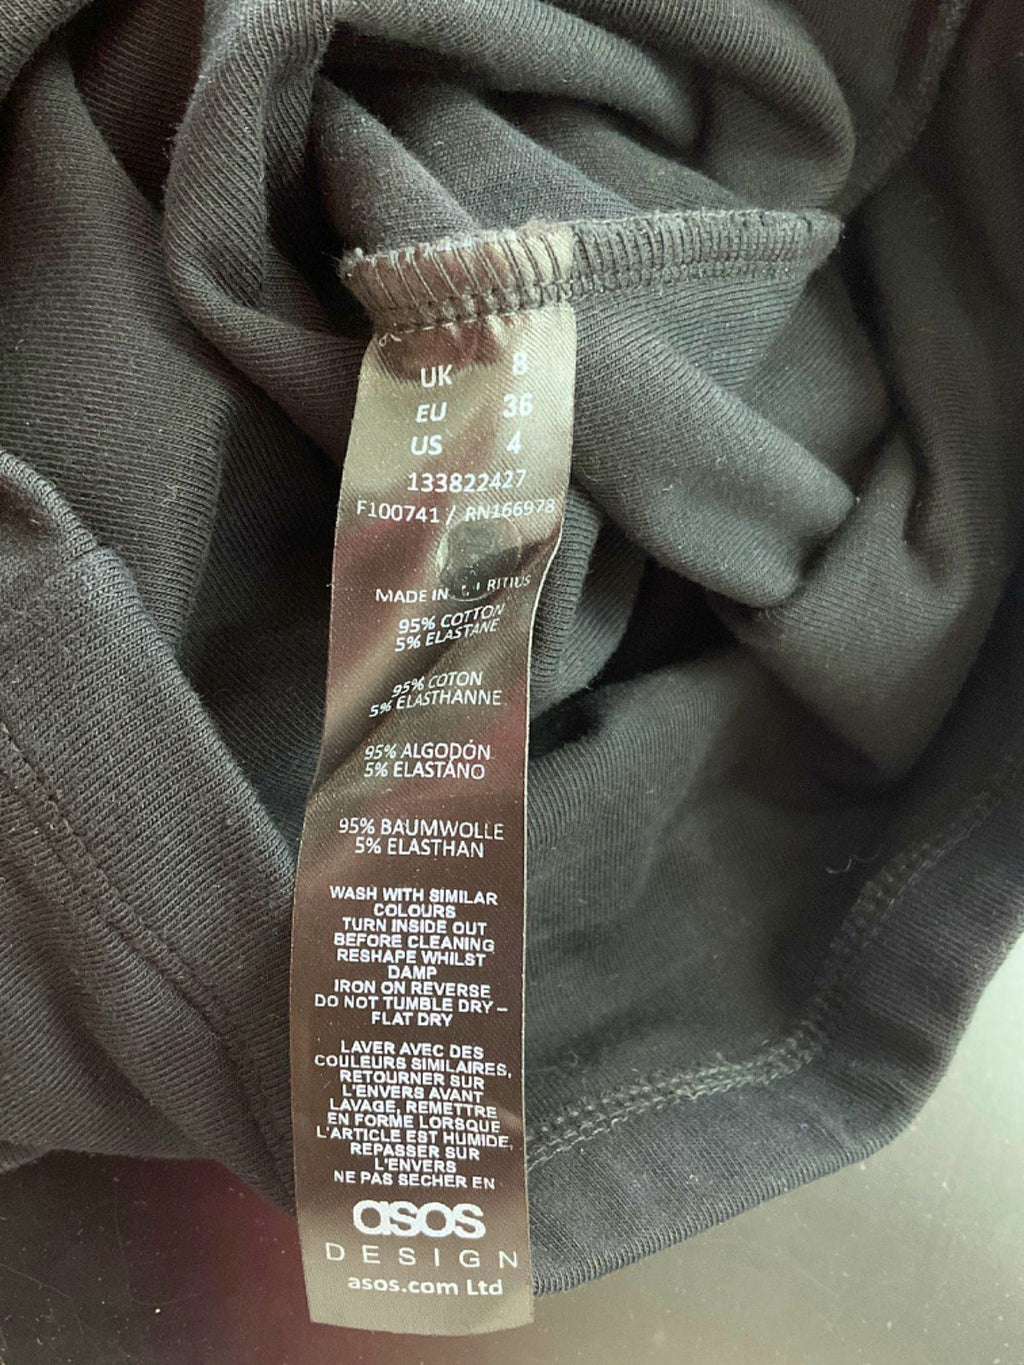 UK 8
EU 36
US 4
133822427
F100741 / RN166978
MADE IN RITIUS
95% COTTON
5% ELASTANE
95% COTON
5% ELASTHANNE
95% ALGODÓN
5% ELASTANO
95% BAUMWOLLE
5% ELASTHAN
WASH WITH SIMILAR
COLOURS
TURN INSIDE OUT
BEFORE CLEANING
RESHAPE WHILST
DAMP
IRON ON REVERSE
DO NOT TUMBLE DRY –
FLAT DRY
LAVER AVEC DES
COULEURS SIMILAIRES,
RETOURNER SUR
L'ENVERS AVANT
LAVAGE, REMETTRE
EN FORME LORSQUE
L'ARTICLE EST HUMIDE,
REPASSER SUR
L'ENVERS
NE PAS SECHER EN
asos
DESIGN
asos.com Ltd